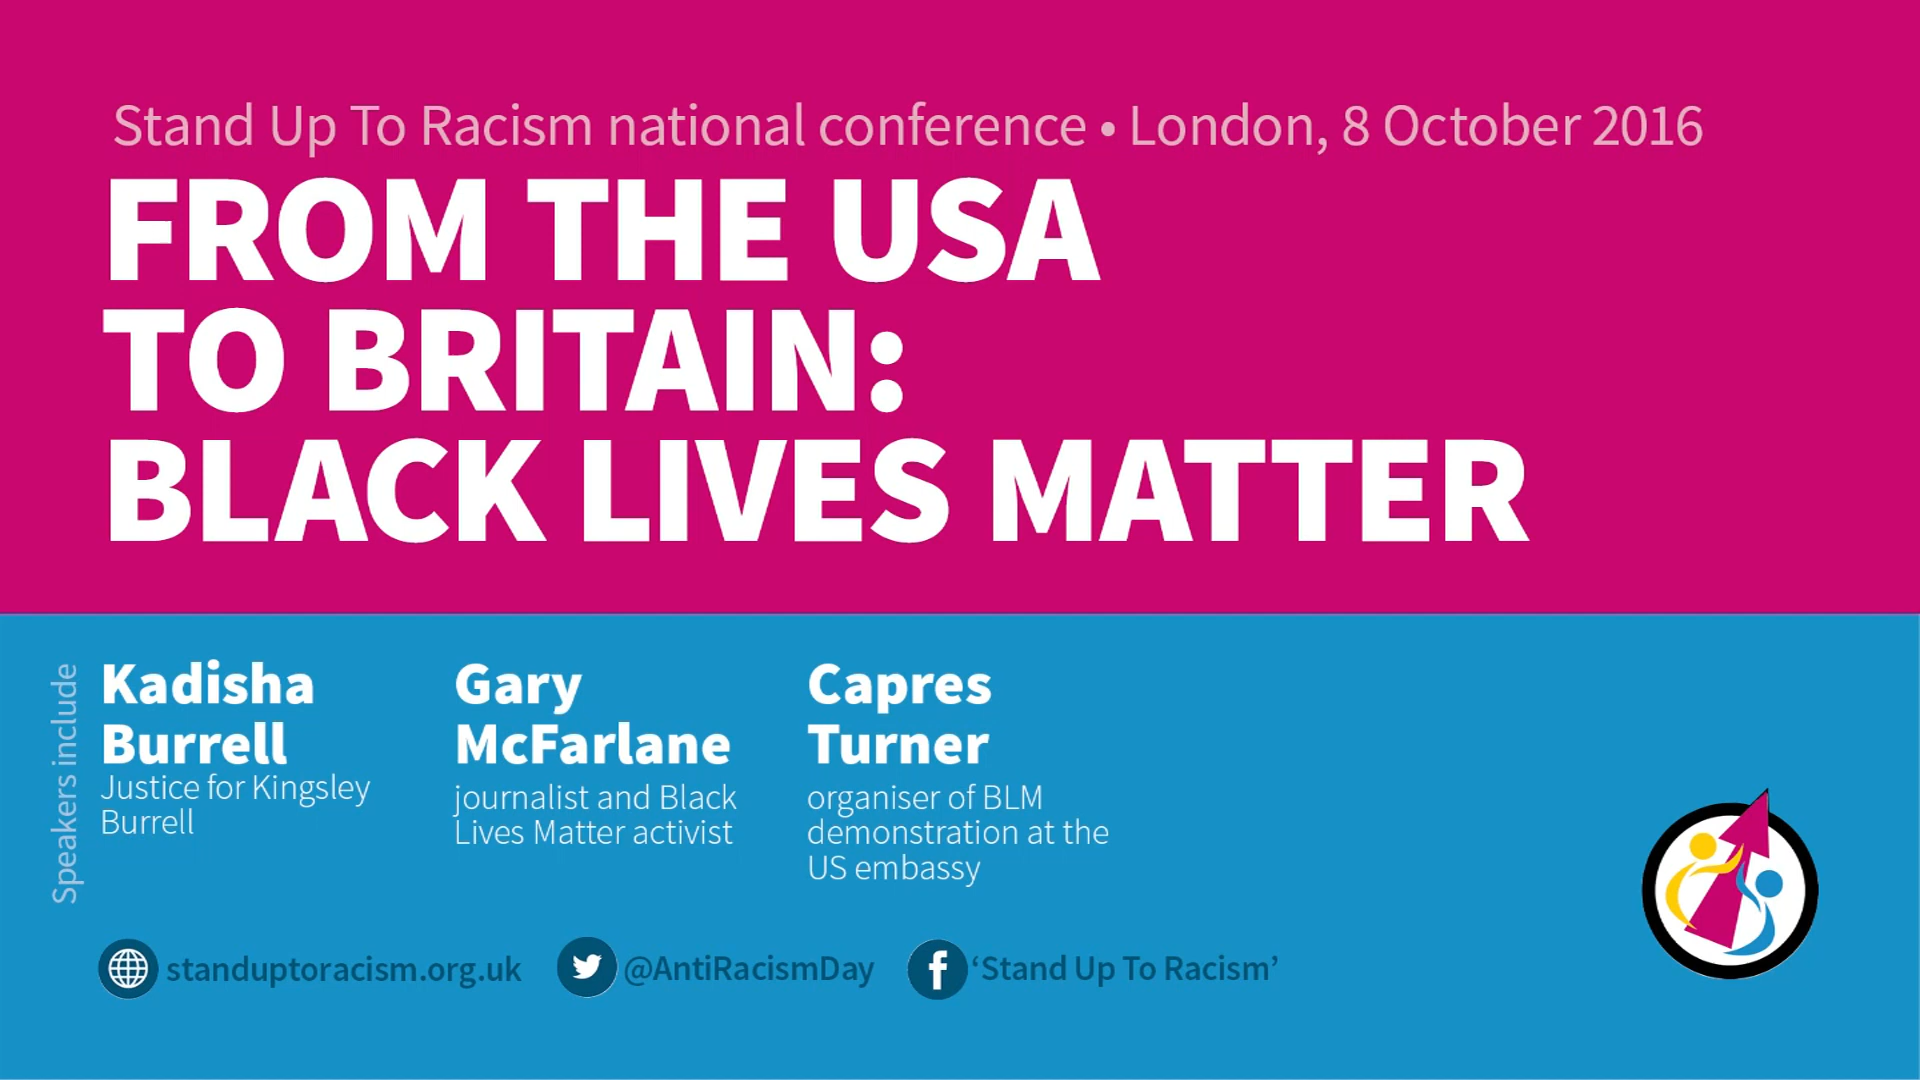 Stand Up To Racism national conference • London, 8 October 2016
FROM THE USA
TO BRITAIN:
BLACK LIVES MATTER
Speakers include
Kadisha
Burrell
Justice for Kingsley
Burrell
Gary
McFarlane
journalist and Black
Lives Matter activist
Capres
Turner
organiser of BLM
demonstration at the
US embassy
standuptoracism.org.uk
@AntiRacismDay
‘Stand Up To Racism’